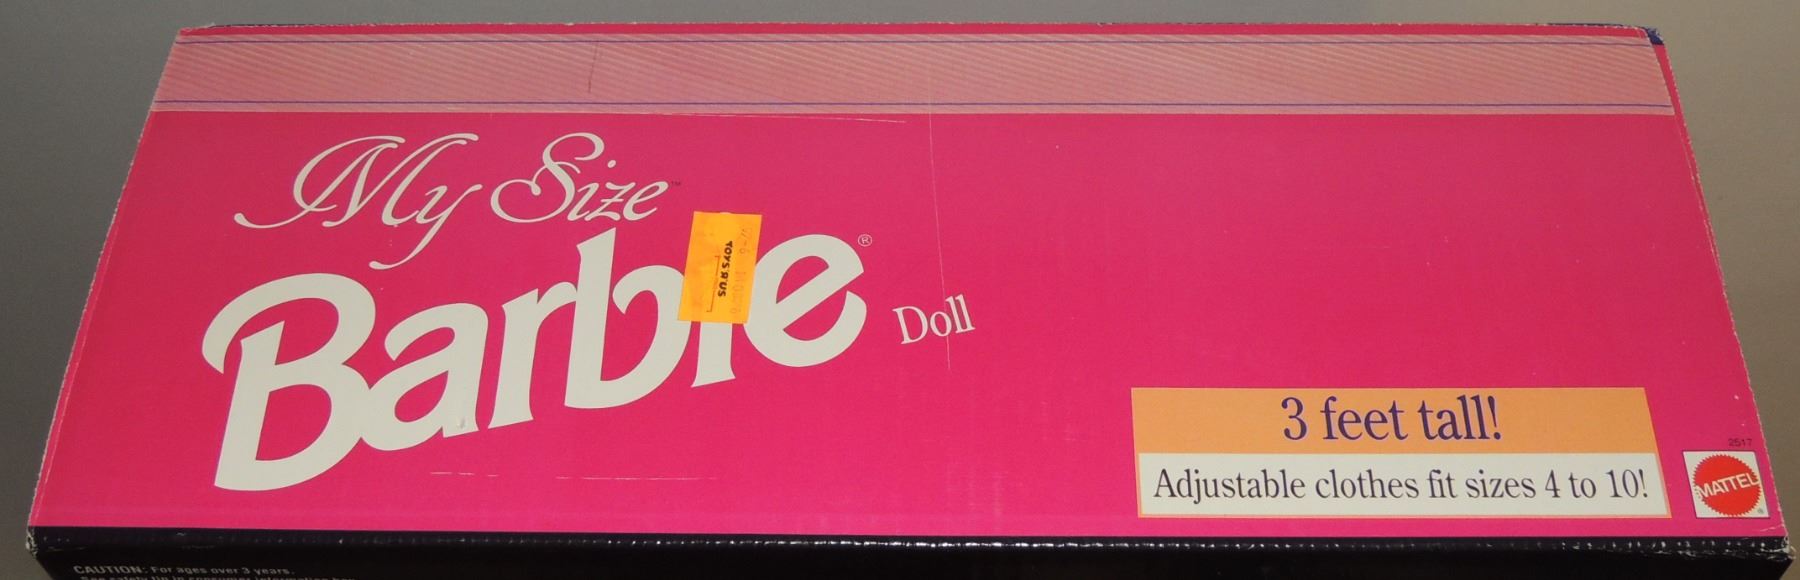 My Size™
Barbie® Doll
TOYS R US
3 feet tall!
Adjustable clothes fit sizes 4 to 10!
2517
MATTEL®
CAUTION: For ages over 3 years.